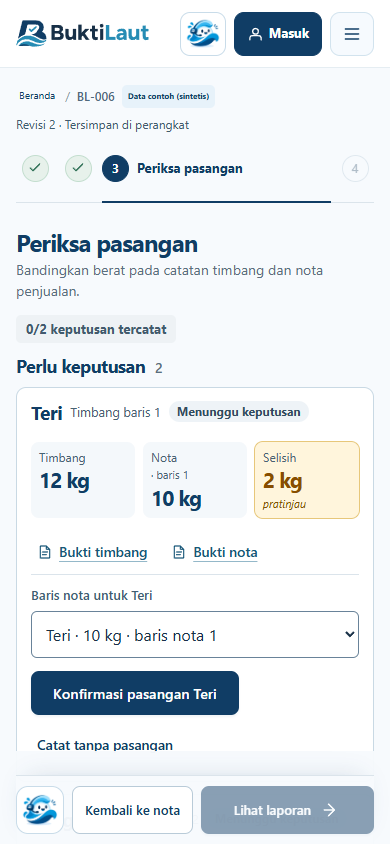 BuktiLaut
Masuk
Beranda / BL-006 Data contoh (sintetis)
Revisi 2 · Tersimpan di perangkat
3 Periksa pasangan 4
Periksa pasangan
Bandingkan berat pada catatan timbang dan nota
penjualan.
0/2 keputusan tercatat
Perlu keputusan 2
Teri Timbang baris 1 Menunggu keputusan
Timbang
12 kg
Nota
· baris 1
10 kg
Selisih
2 kg
pratinjau
Bukti timbang Bukti nota
Baris nota untuk Teri
Teri · 10 kg · baris nota 1
Konfirmasi pasangan Teri
Catat tanpa pasangan
Kembali ke nota Lihat laporan